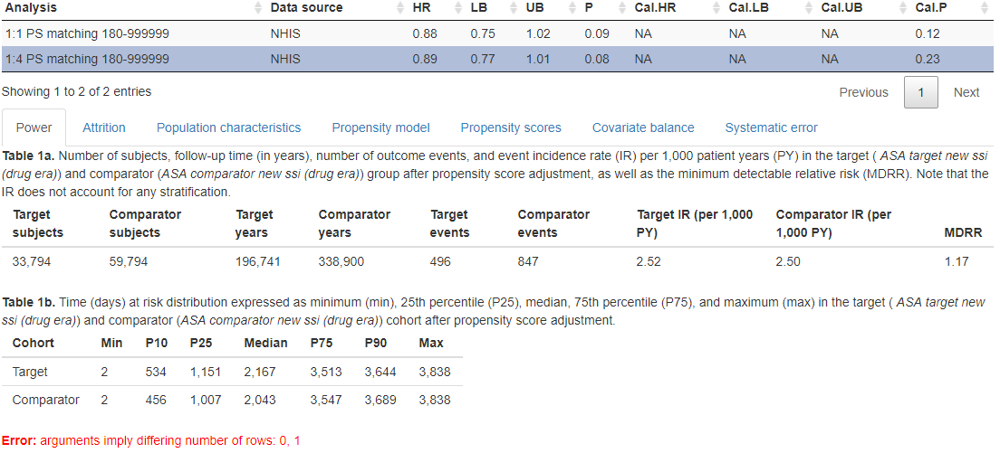 Analysis Data source HR LB UB P Cal.HR Cal.LB Cal.UB Cal.P
1:1 PS matching 180-999999 NHIS 0.88 0.75 1.02 0.09 NA NA NA 0.12
1:4 PS matching 180-999999 NHIS 0.89 0.77 1.01 0.08 NA NA NA 0.23
Showing 1 to 2 of 2 entries Previous 1 Next
Power Attrition Population characteristics Propensity model Propensity scores Covariate balance Systematic error
Table 1a. Number of subjects, follow-up time (in years), number of outcome events, and event incidence rate (IR) per 1,000 patient years (PY) in the target ( ASA target new ssi
(drug era)) and comparator (ASA comparator new ssi (drug era)) group after propensity score adjustment, as well as the minimum detectable relative risk (MDRR). Note that the
IR does not account for any stratification.
Target Comparator Target Comparator Target Comparator Target IR (per 1,000 Comparator IR (per
subjects subjects years years events events PY) 1,000 PY) MDRR
33,794 59,794 196,741 338,900 496 847 2.52 2.50 1.17
Table 1b. Time (days) at risk distribution expressed as minimum (min), 25th percentile (P25), median, 75th percentile (P75), and maximum (max) in the target ( ASA target new
ssi (drug era)) and comparator (ASA comparator new ssi (drug era)) cohort after propensity score adjustment.
Cohort Min P10 P25 Median P75 P90 Max
Target 2 534 1,151 2,167 3,513 3,644 3,838
Comparator 2 456 1,007 2,043 3,547 3,689 3,838
Error: arguments imply differing number of rows: 0, 1